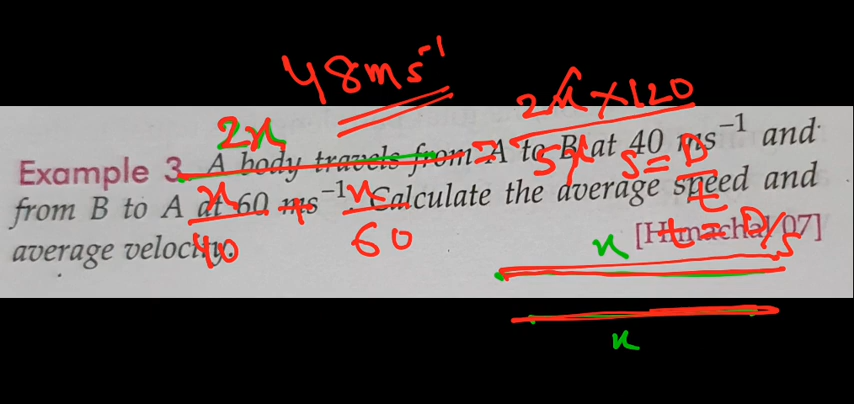 48ms⁻¹
2x × 120
2x
5x
Example 3. A body travels from A to B at 40 ms⁻¹ and
from B to A at 60 ms⁻¹. Calculate the average speed and
average velocity.
[Himachal 07]
x + x
40 60
=
s = D/t
t = D/s
x
x